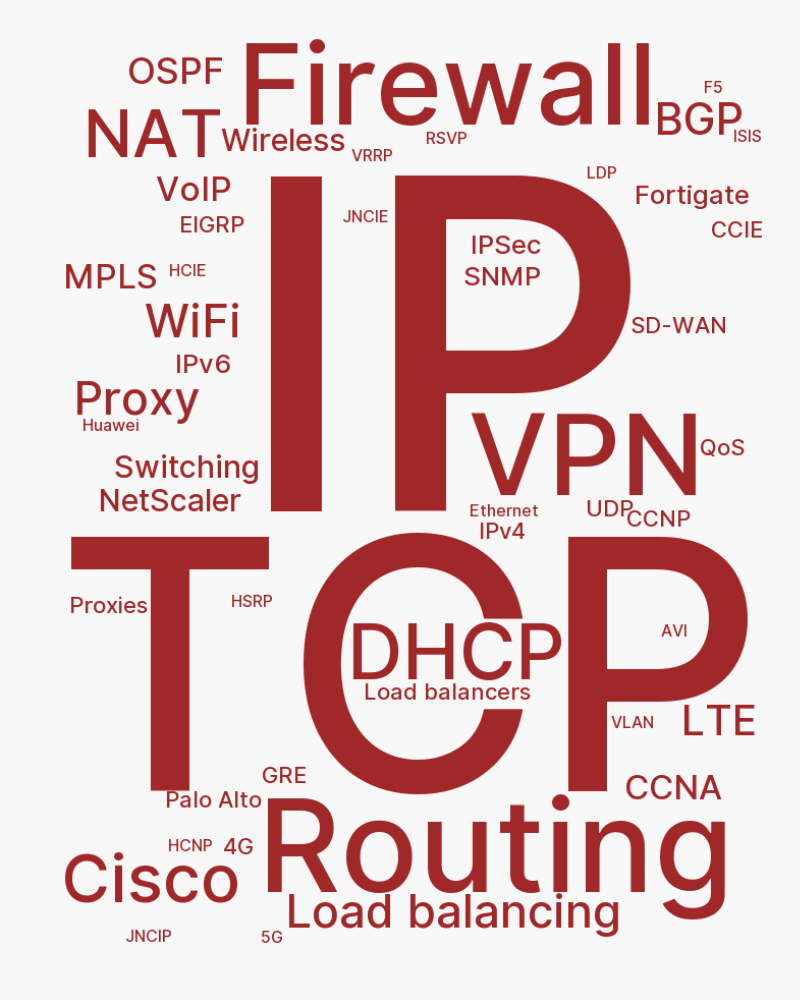 Firewall
OSPF
F5
NAT
BGP
Wireless
RSVP
ISIS
VRRP
LDP
VoIP
Fortigate
JNCIE
EIGRP
CCIE
IP
IPSec
MPLS
HCIE
SNMP
WiFi
SD-WAN
IPv6
Proxy
Huawei
VPN
QoS
Switching
NetScaler
Ethernet
UDP
CCNP
IPv4
TCP
Proxies
HSRP
AVI
DHCP
Load balancers
VLAN
LTE
GRE
CCNA
Palo Alto
Routing
HCNP
4G
Cisco
Load balancing
JNCIP
5G